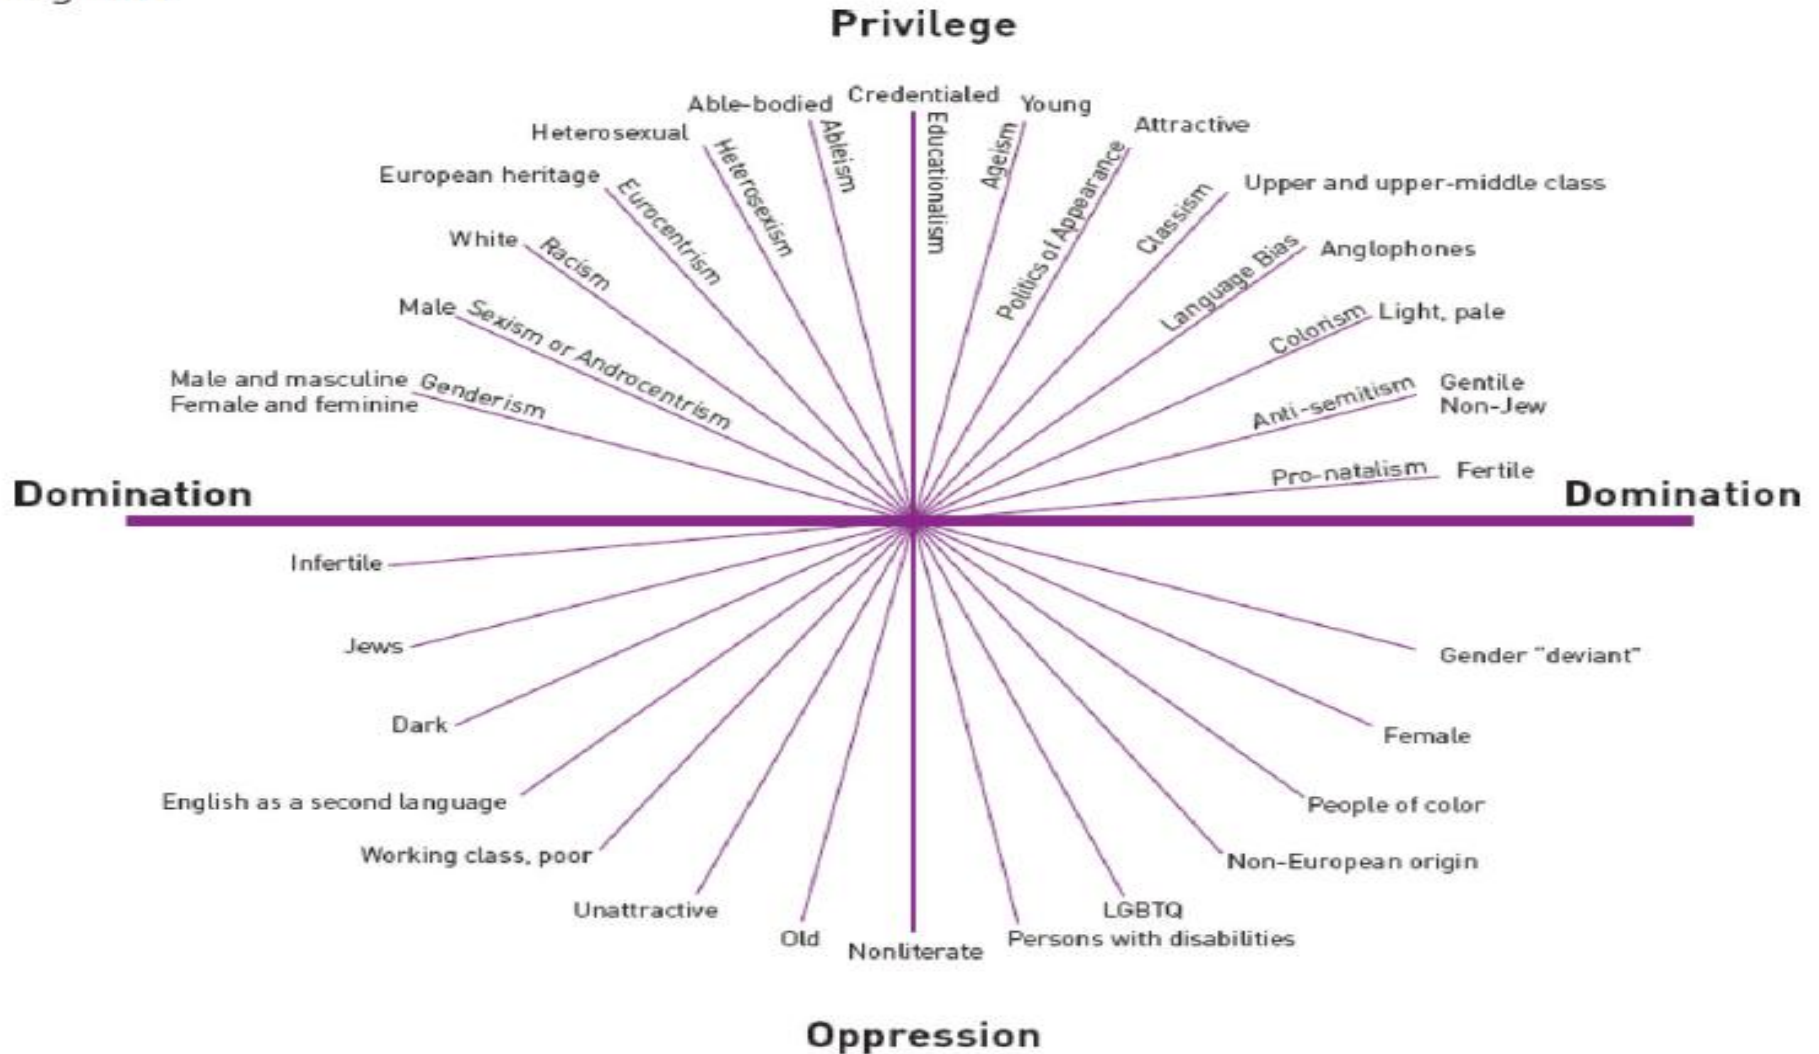 Privilege
Credentialed
Able-bodied
Young
Heterosexual
Attractive
European heritage
Upper and upper-middle class
White
Anglophones
Male
Light, pale
Male and masculine
Female and feminine
Gentile
Non-Jew
Fertile
Genderism
Sexism or Androcentrism
Racism
Eurocentrism
Heterosexism
Ableism
Educationalism
Ageism
Politics of Appearance
Classism
Language Bias
Colorism
Anti-semitism
Pro-natalism
Domination
Domination
Infertile
Jews
Gender "deviant"
Dark
Female
English as a second language
People of color
Working class, poor
Non-European origin
Unattractive
LGBTQ
Old
Nonliterate
Persons with disabilities
Oppression